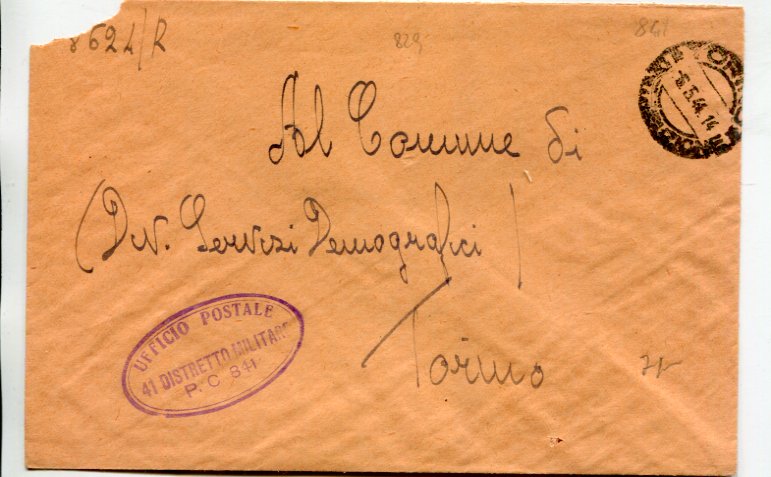 8624/R
829
841
TORINO
-6.5.44.14
Al Comune di
(Div. Servizi Demografici)
Torino
UFFICIO POSTALE
41 DISTRETTO MILITARE
P. C 841